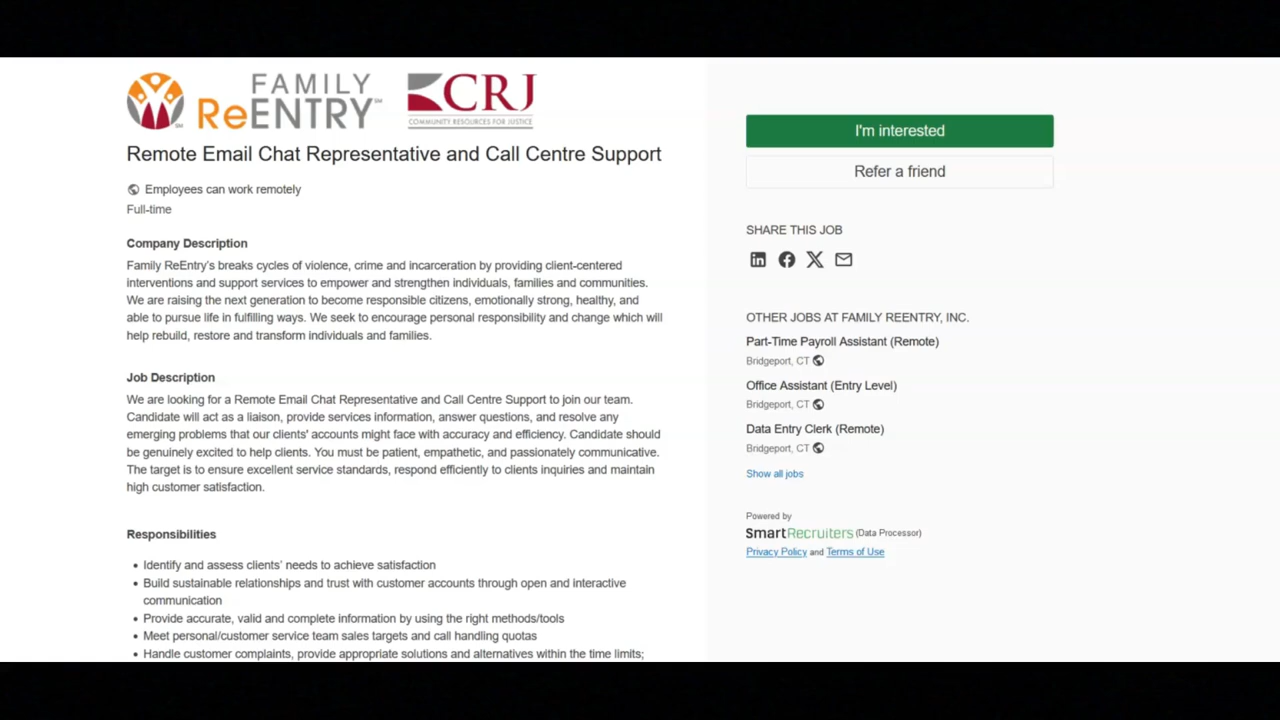 FAMILY
ReENTRY℠
CRJ
COMMUNITY RESOURCES FOR JUSTICE
Remote Email Chat Representative and Call Centre Support
Employees can work remotely
Full-time
Company Description
Family ReEntry's breaks cycles of violence, crime and incarceration by providing client-centered
interventions and support services to empower and strengthen individuals, families and communities.
We are raising the next generation to become responsible citizens, emotionally strong, healthy, and
able to pursue life in fulfilling ways. We seek to encourage personal responsibility and change which will
help rebuild, restore and transform individuals and families.
Job Description
We are looking for a Remote Email Chat Representative and Call Centre Support to join our team.
Candidate will act as a liaison, provide services information, answer questions, and resolve any
emerging problems that our clients' accounts might face with accuracy and efficiency. Candidate should
be genuinely excited to help clients. You must be patient, empathetic, and passionately communicative.
The target is to ensure excellent service standards, respond efficiently to clients inquiries and maintain
high customer satisfaction.
Responsibilities
• Identify and assess clients' needs to achieve satisfaction
• Build sustainable relationships and trust with customer accounts through open and interactive
communication
• Provide accurate, valid and complete information by using the right methods/tools
• Meet personal/customer service team sales targets and call handling quotas
• Handle customer complaints, provide appropriate solutions and alternatives within the time limits;
I'm interested
Refer a friend
SHARE THIS JOB
OTHER JOBS AT FAMILY REENTRY, INC.
Part-Time Payroll Assistant (Remote)
Bridgeport, CT
Office Assistant (Entry Level)
Bridgeport, CT
Data Entry Clerk (Remote)
Bridgeport, CT
Show all jobs
Powered by
SmartRecruiters (Data Processor)
Privacy Policy and Terms of Use